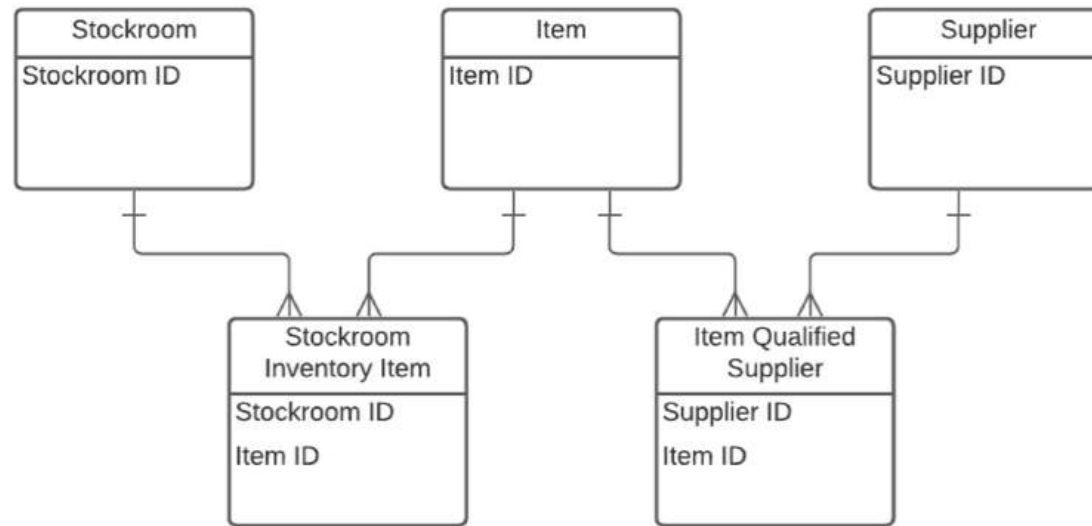 Stockroom
Stockroom ID
Item
Item ID
Supplier
Supplier ID
Stockroom
Inventory Item
Stockroom ID
Item ID
Item Qualified
Supplier
Supplier ID
Item ID